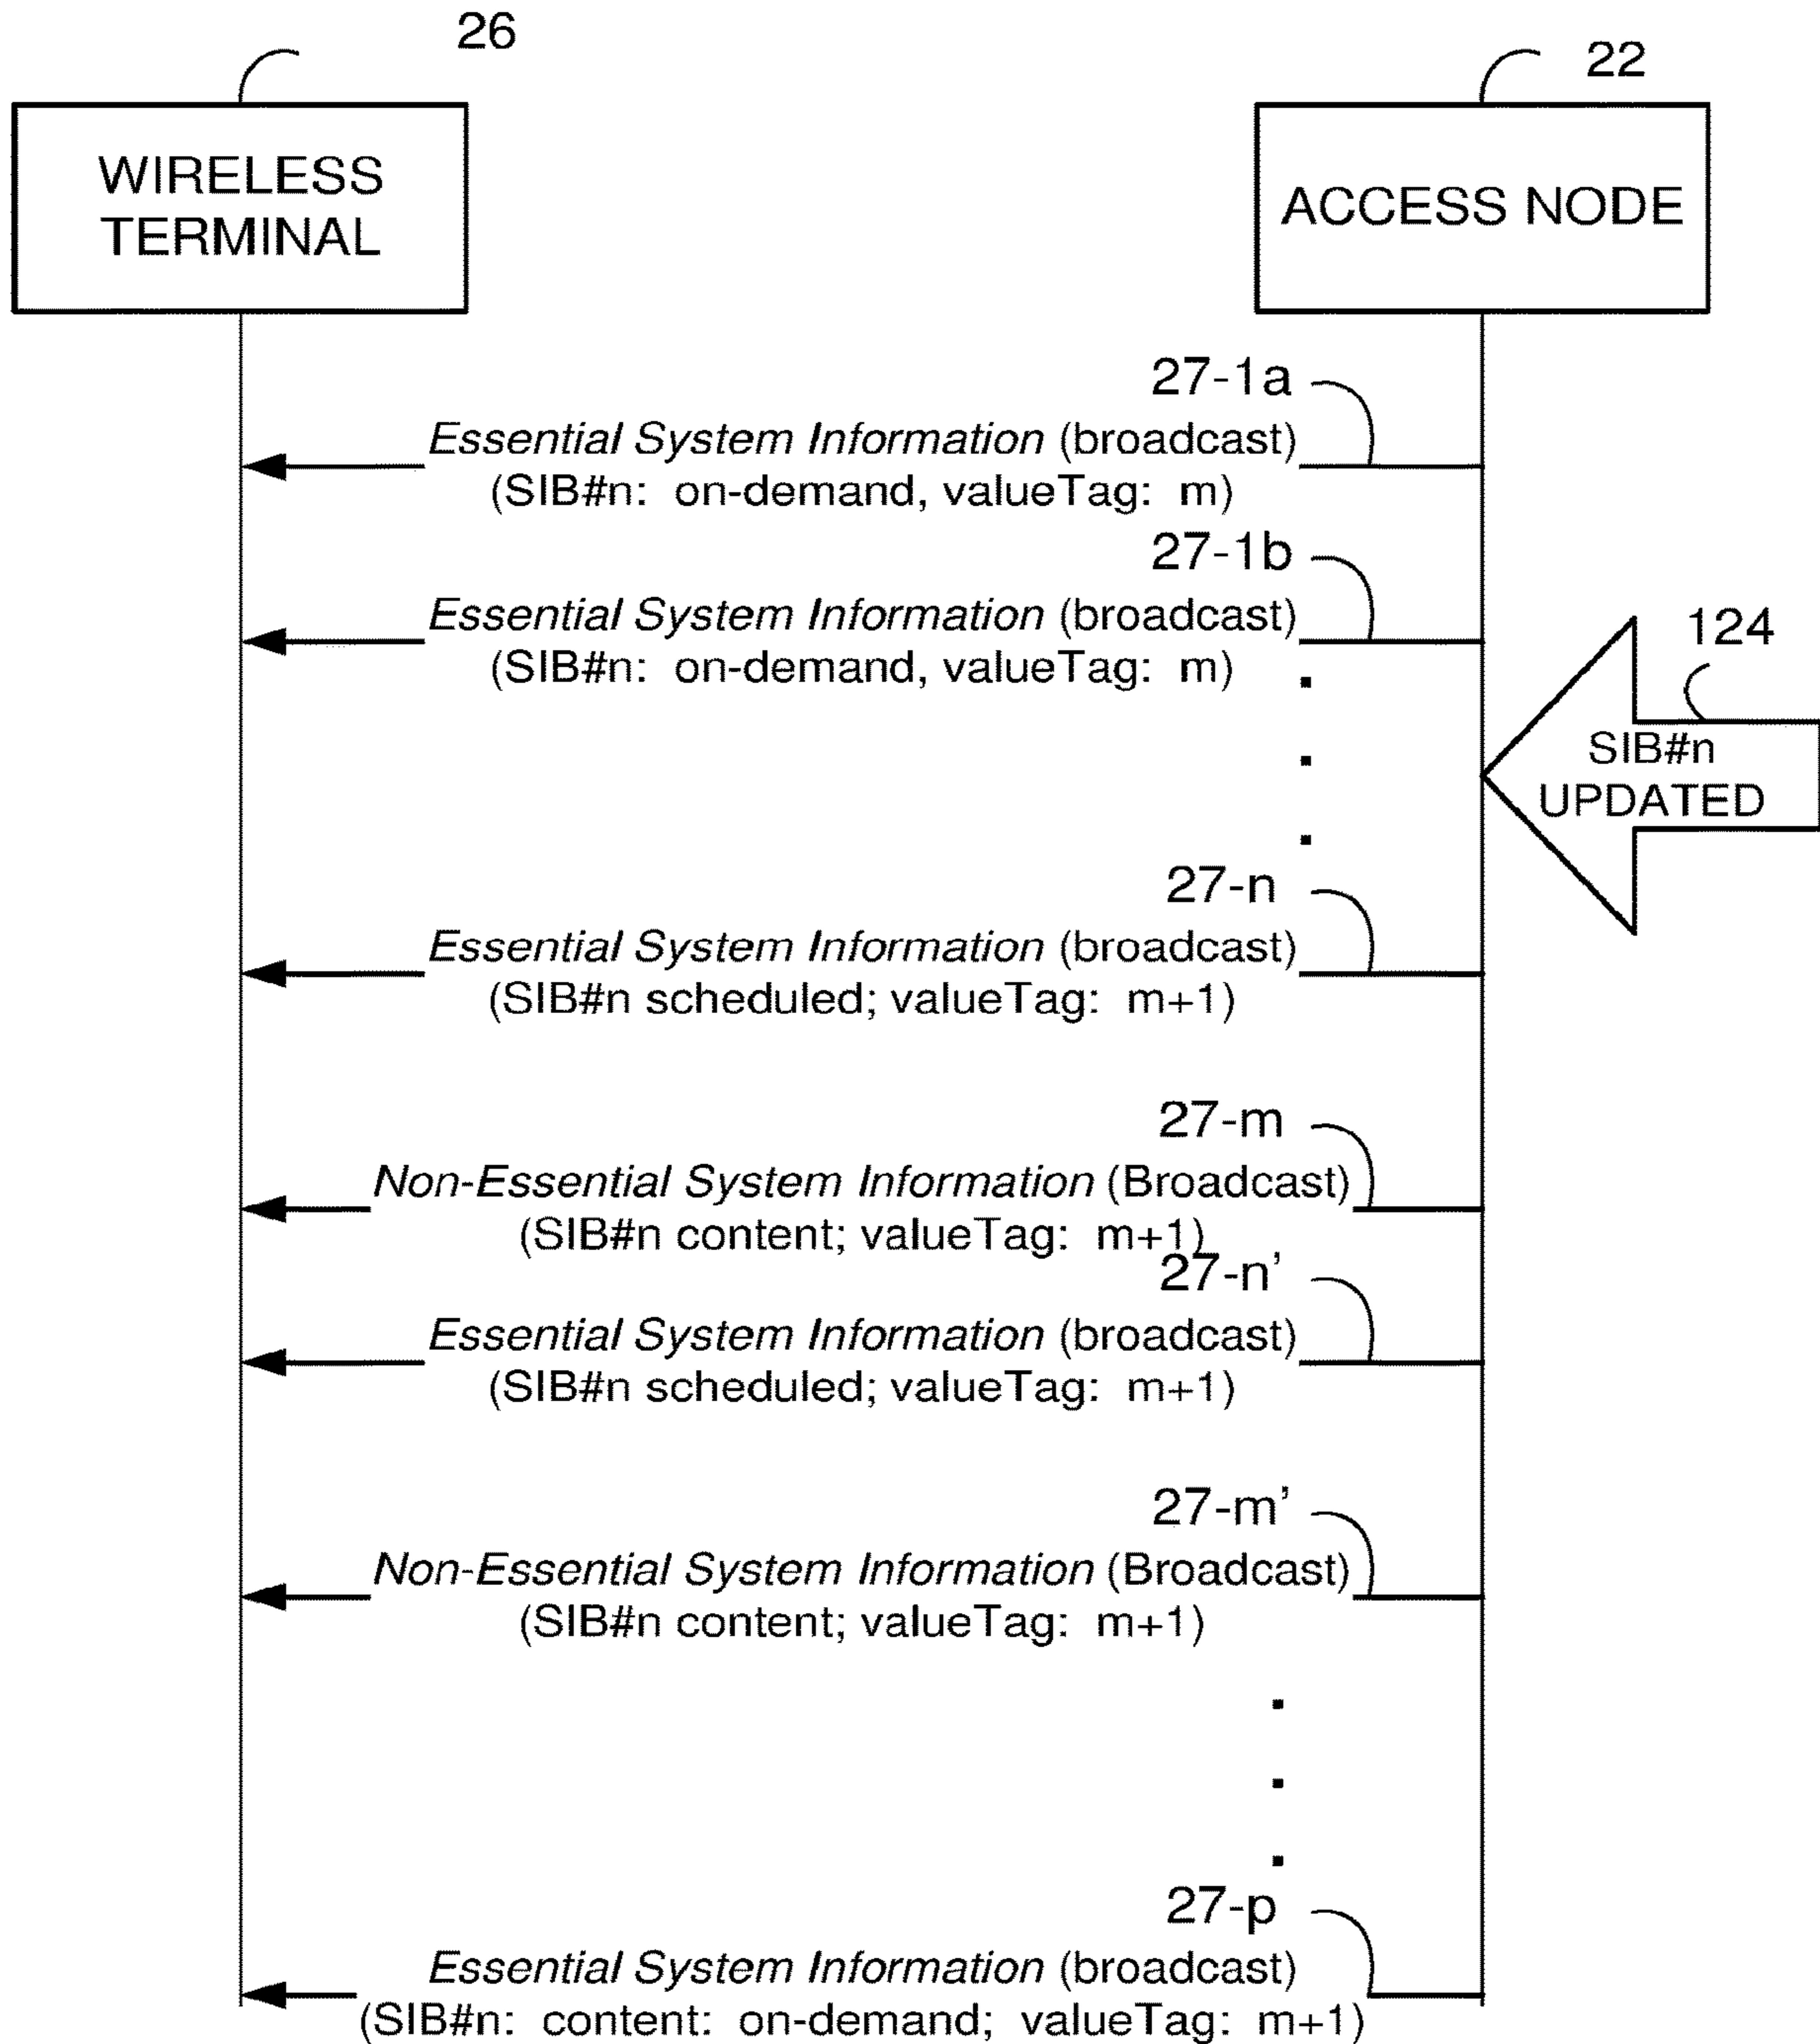 26
22
WIRELESS
TERMINAL
ACCESS NODE
27-1a
Essential System Information (broadcast)
(SIB#n: on-demand, valueTag: m)
27-1b
Essential System Information (broadcast)
(SIB#n: on-demand, valueTag: m)
124
SIB#n
UPDATED
27-n
Essential System Information (broadcast)
(SIB#n scheduled; valueTag: m+1)
27-m
Non-Essential System Information (Broadcast)
(SIB#n content; valueTag: m+1)
27-n’
Essential System Information (broadcast)
(SIB#n scheduled; valueTag: m+1)
27-m’
Non-Essential System Information (Broadcast)
(SIB#n content; valueTag: m+1)
27-p
Essential System Information (broadcast)
(SIB#n: content: on-demand; valueTag: m+1)